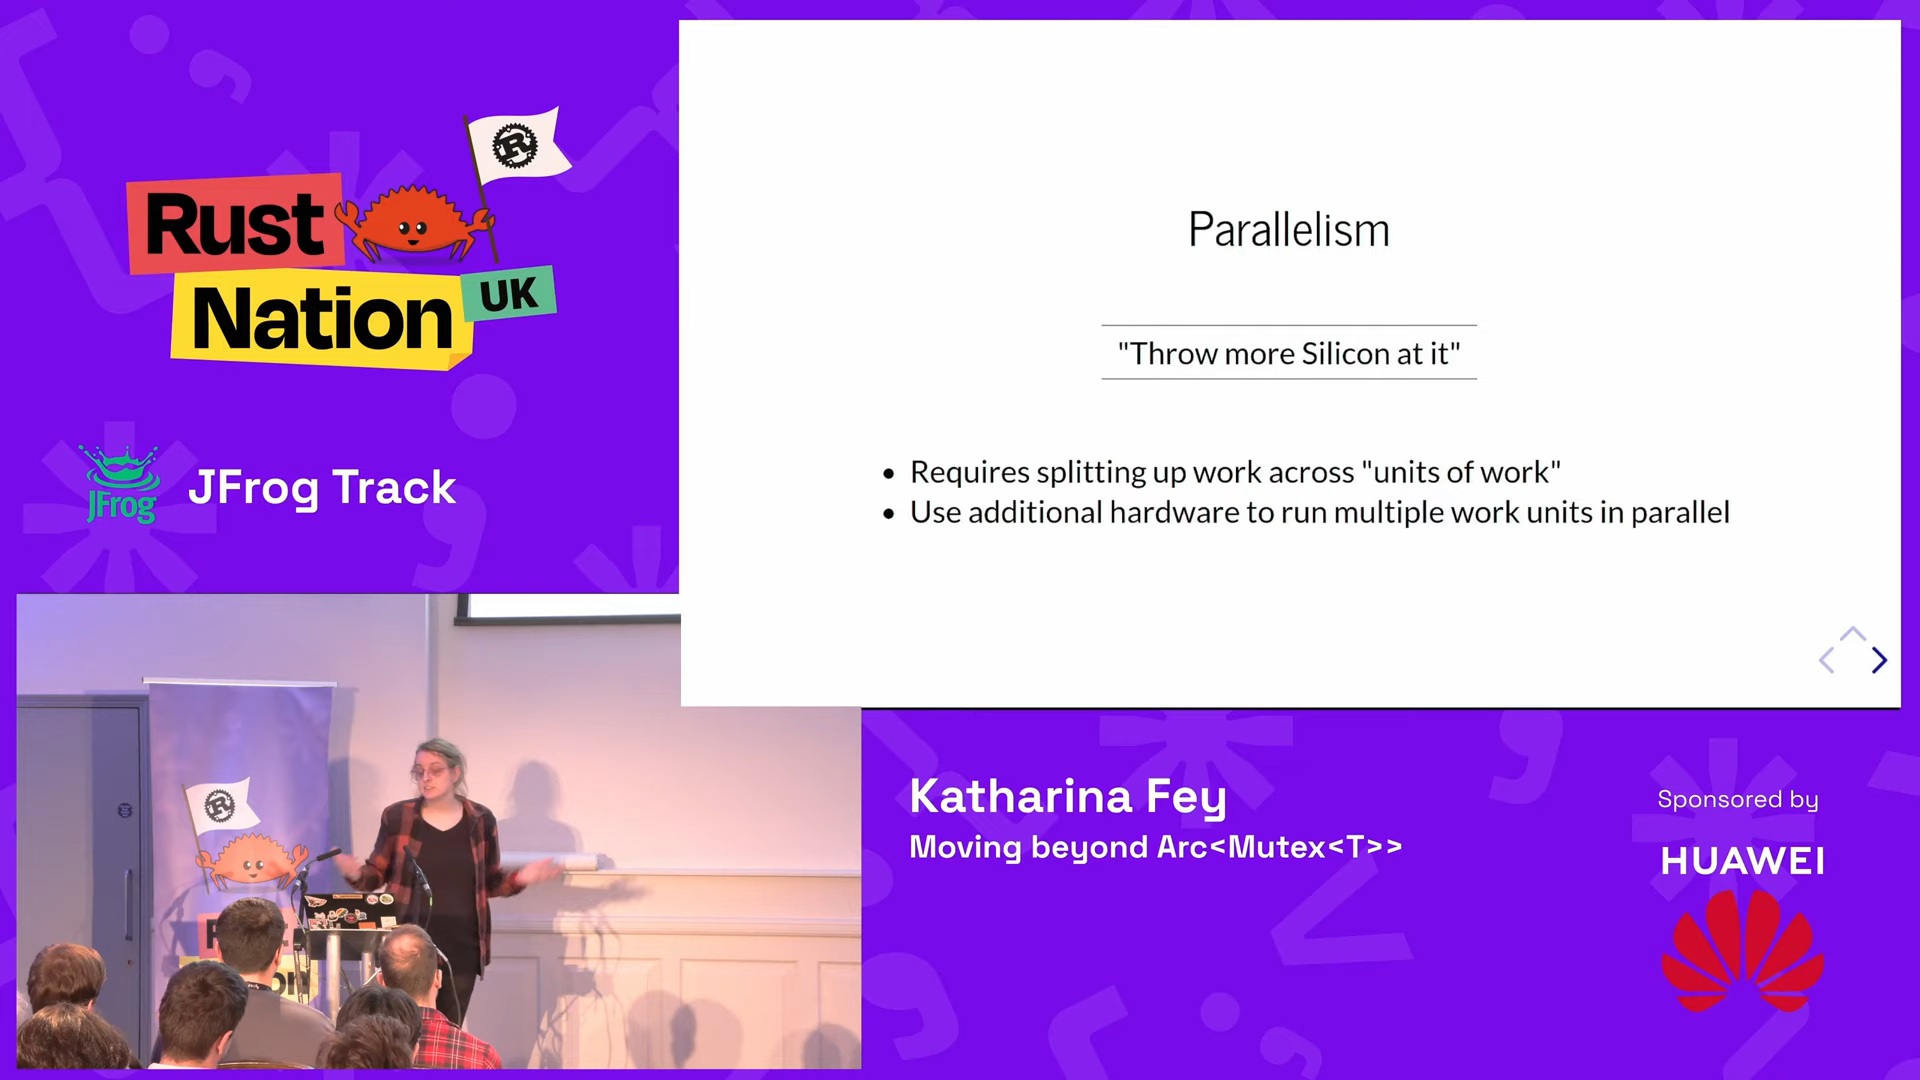 Rust
Nation
UK
R
JFrog
JFrog Track
Parallelism
"Throw more Silicon at it"
• Requires splitting up work across "units of work"
• Use additional hardware to run multiple work units in parallel
R
Katharina Fey
Moving beyond Arc<Mutex<T>>
Sponsored by
HUAWEI